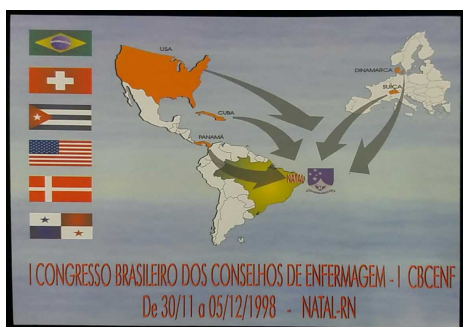 USA
DINAMARCA
SUIÇA
CUBA
PANAMÁ
NATAL
I CONGRESSO BRASILEIRO DOS CONSELHOS DE ENFERMAGEM - I CBCENF
De 30/11 a 05/12/1998 - NATAL-RN